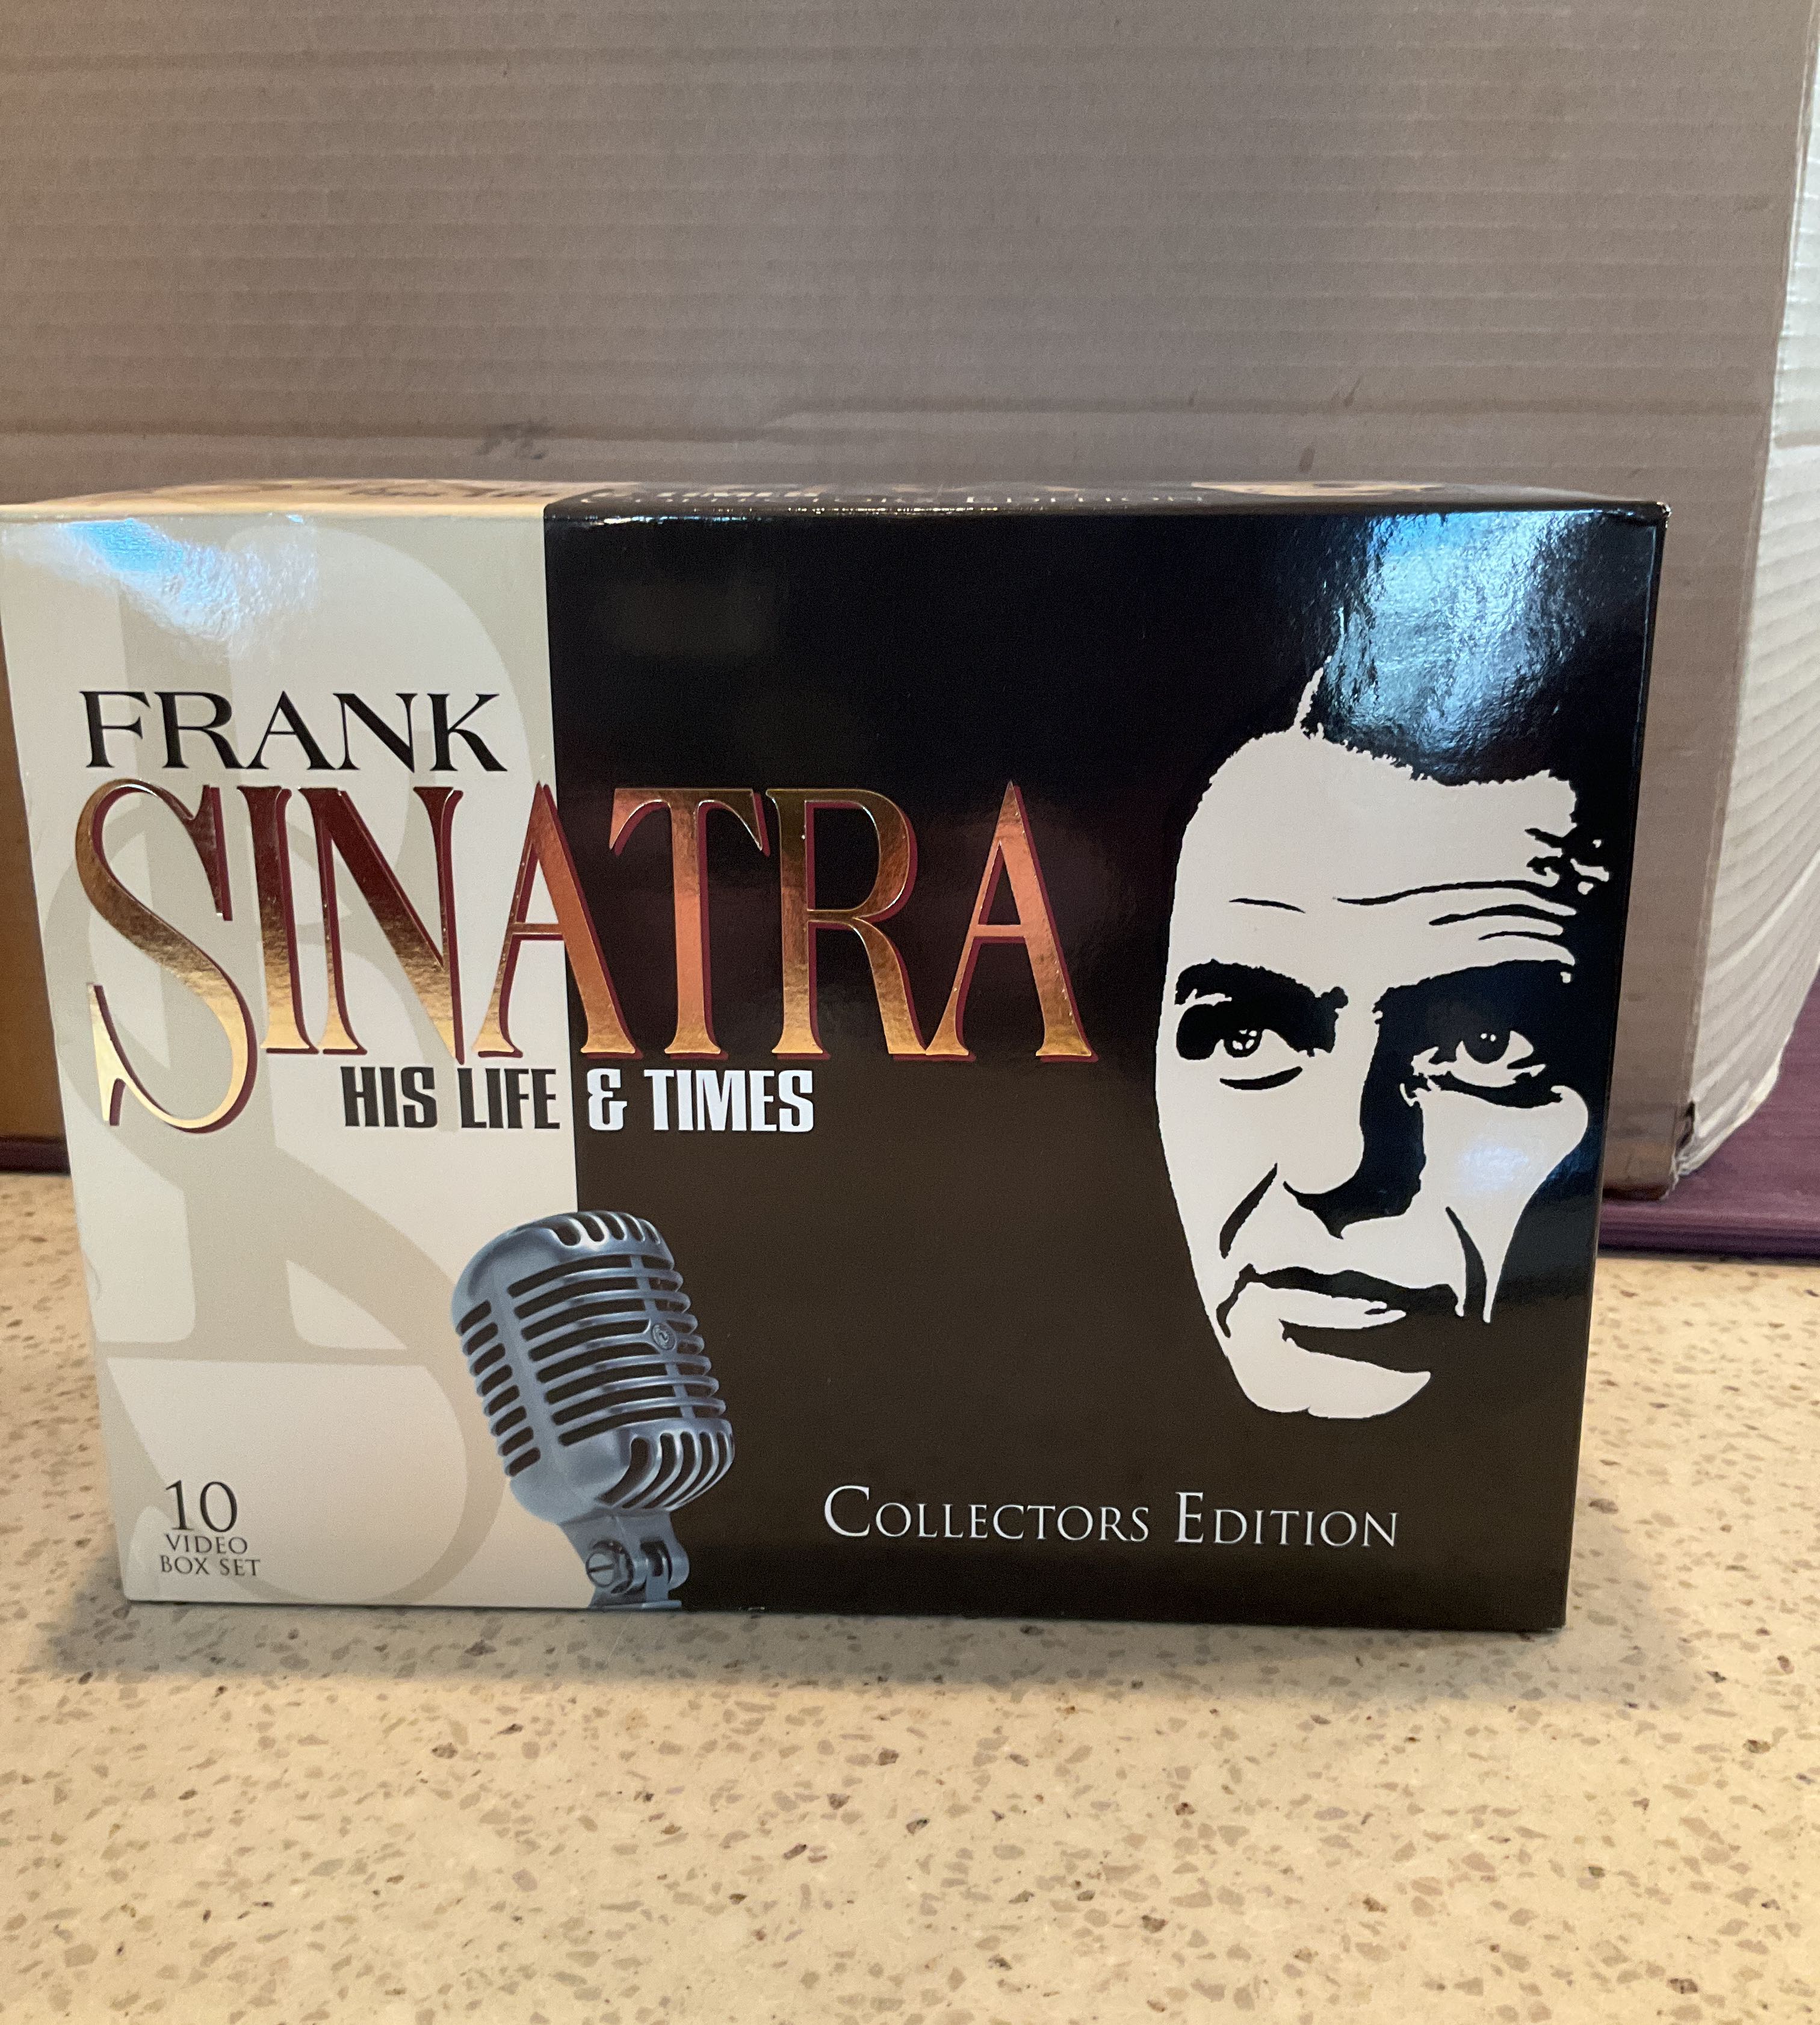 FRANK
SINATRA
HIS LIFE & TIMES
10
VIDEO
BOX SET
COLLECTORS EDITION